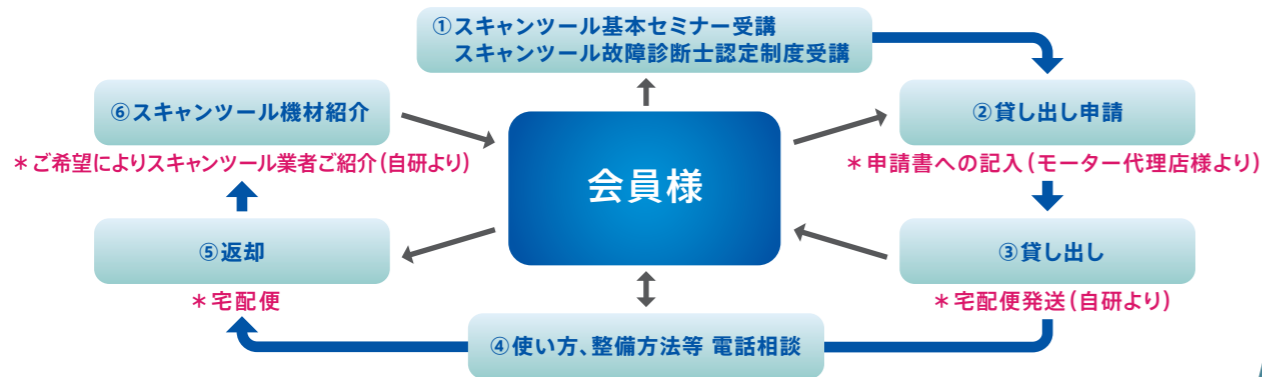 ①スキャンツール基本セミナー受講
スキャンツール故障診断士認定制度受講
②貸し出し申請
＊申請書への記入（モーター代理店様より）
③貸し出し
＊宅配便発送（自研より）
④使い方、整備方法等 電話相談
⑤返却
＊宅配便
⑥スキャンツール機材紹介
＊ご希望によりスキャンツール業者ご紹介（自研より）
会員様